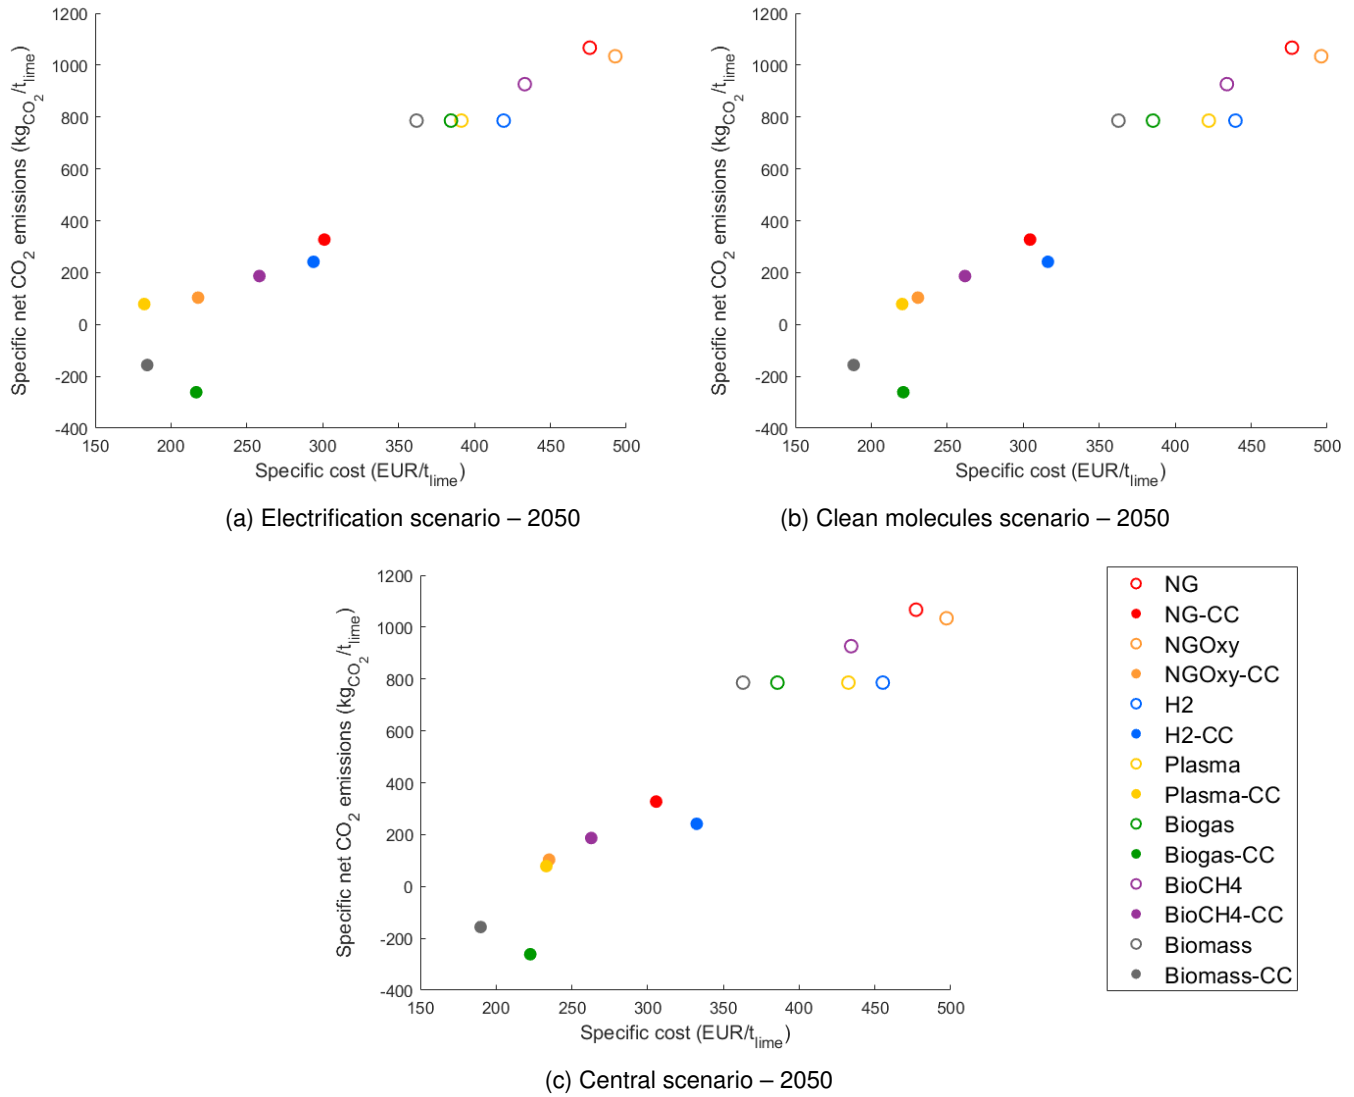 1200
1000
800
600
400
200
0
-200
-400
150 200 250 300 350 400 450 500
Specific net CO2 emissions (kgCO2/tlime)
Specific cost (EUR/tlime)
(a) Electrification scenario – 2050
1200
1000
800
600
400
200
0
-200
-400
150 200 250 300 350 400 450 500
Specific net CO2 emissions (kgCO2/tlime)
Specific cost (EUR/tlime)
(b) Clean molecules scenario – 2050
1200
1000
800
600
400
200
0
-200
-400
150 200 250 300 350 400 450 500
Specific net CO2 emissions (kgCO2/tlime)
Specific cost (EUR/tlime)
(c) Central scenario – 2050
NG
NG-CC
NGOxy
NGOxy-CC
H2
H2-CC
Plasma
Plasma-CC
Biogas
Biogas-CC
BioCH4
BioCH4-CC
Biomass
Biomass-CC